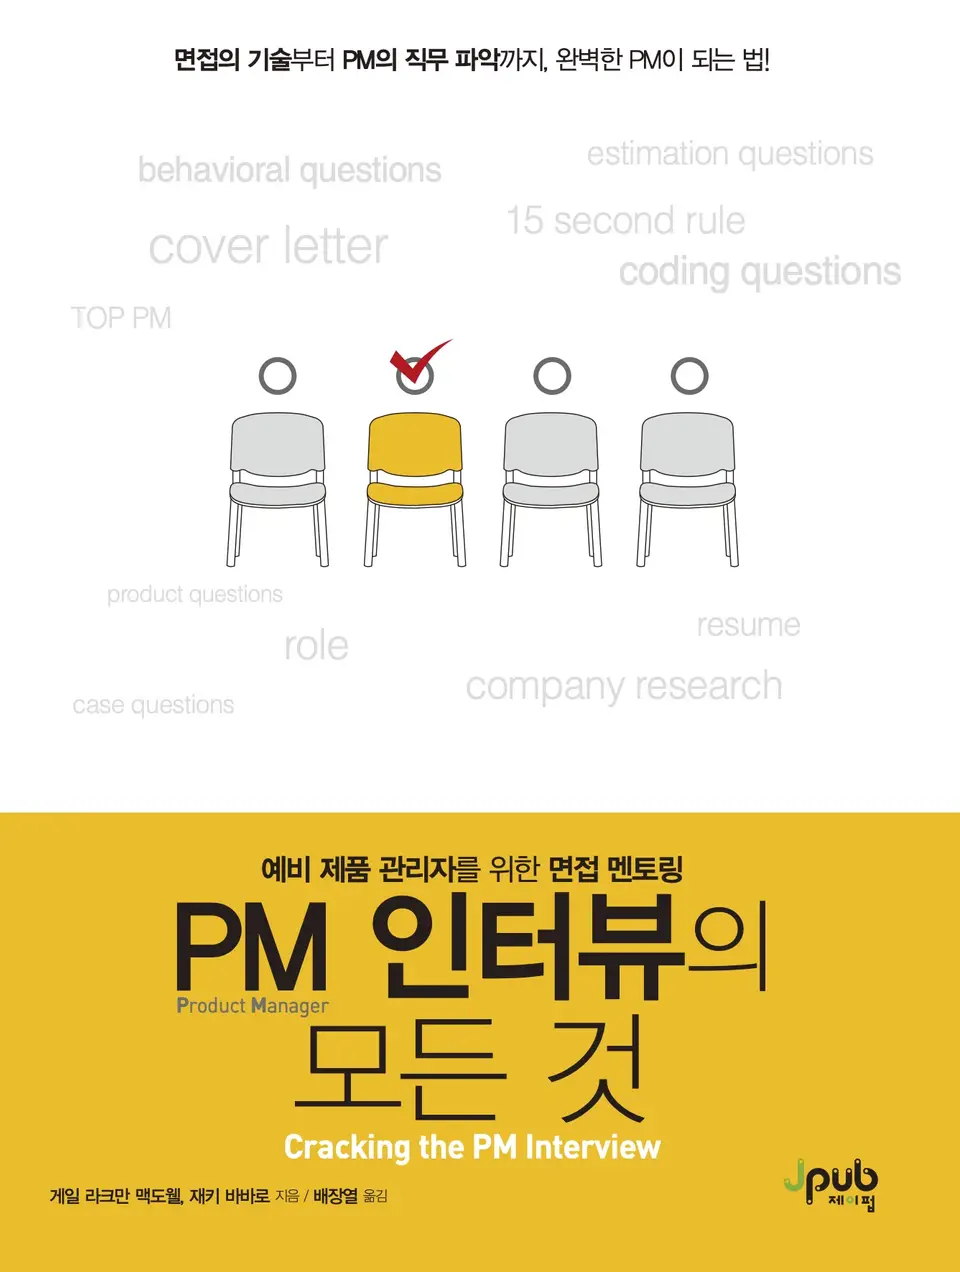 면접의 기술부터 PM의 직무 파악까지, 완벽한 PM이 되는 법!
behavioral questions
estimation questions
cover letter
15 second rule
coding questions
TOP PM
product questions
role
resume
company research
case questions
예비 제품 관리자를 위한 면접 멘토링
PM 인터뷰의
Product Manager
모든 것
Cracking the PM Interview
게일 라크만 맥도웰, 재키 바바로 지음 / 배장열 옮김
Jpub
제이펍